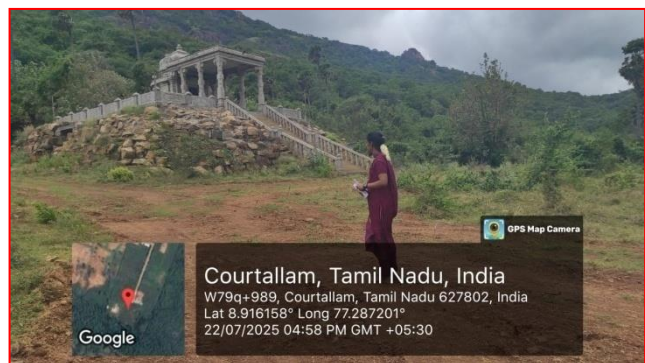 GPS Map Camera
Courtallam, Tamil Nadu, India
W79q+989, Courtallam, Tamil Nadu 627802, India
Lat 8.916158° Long 77.287201°
22/07/2025 04:58 PM GMT +05:30
Google